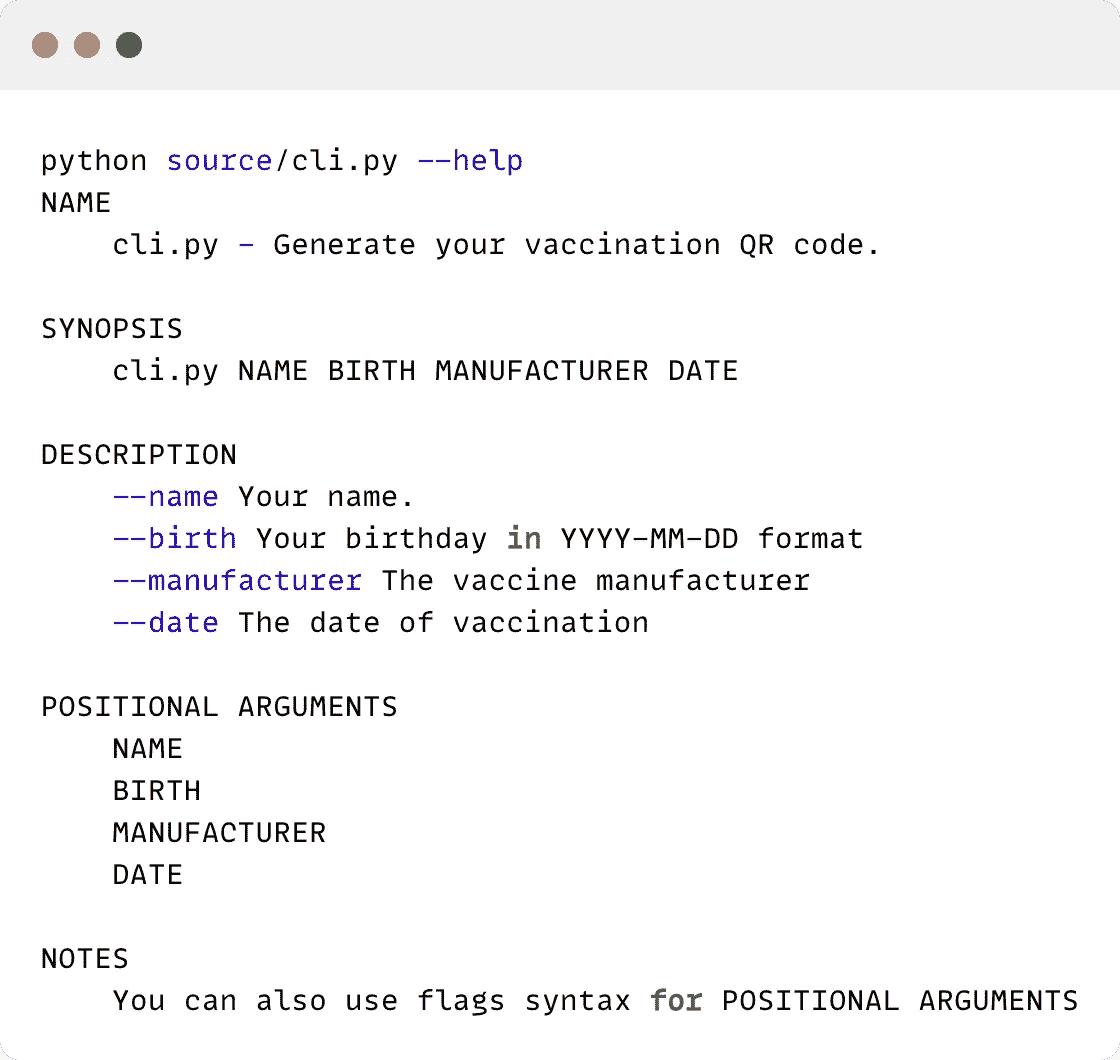 python source/cli.py --help
NAME
cli.py - Generate your vaccination QR code.
SYNOPSIS
cli.py NAME BIRTH MANUFACTURER DATE
DESCRIPTION
--name Your name.
--birth Your birthday in YYYY-MM-DD format
--manufacturer The vaccine manufacturer
--date The date of vaccination
POSITIONAL ARGUMENTS
NAME
BIRTH
MANUFACTURER
DATE
NOTES
You can also use flags syntax for POSITIONAL ARGUMENTS